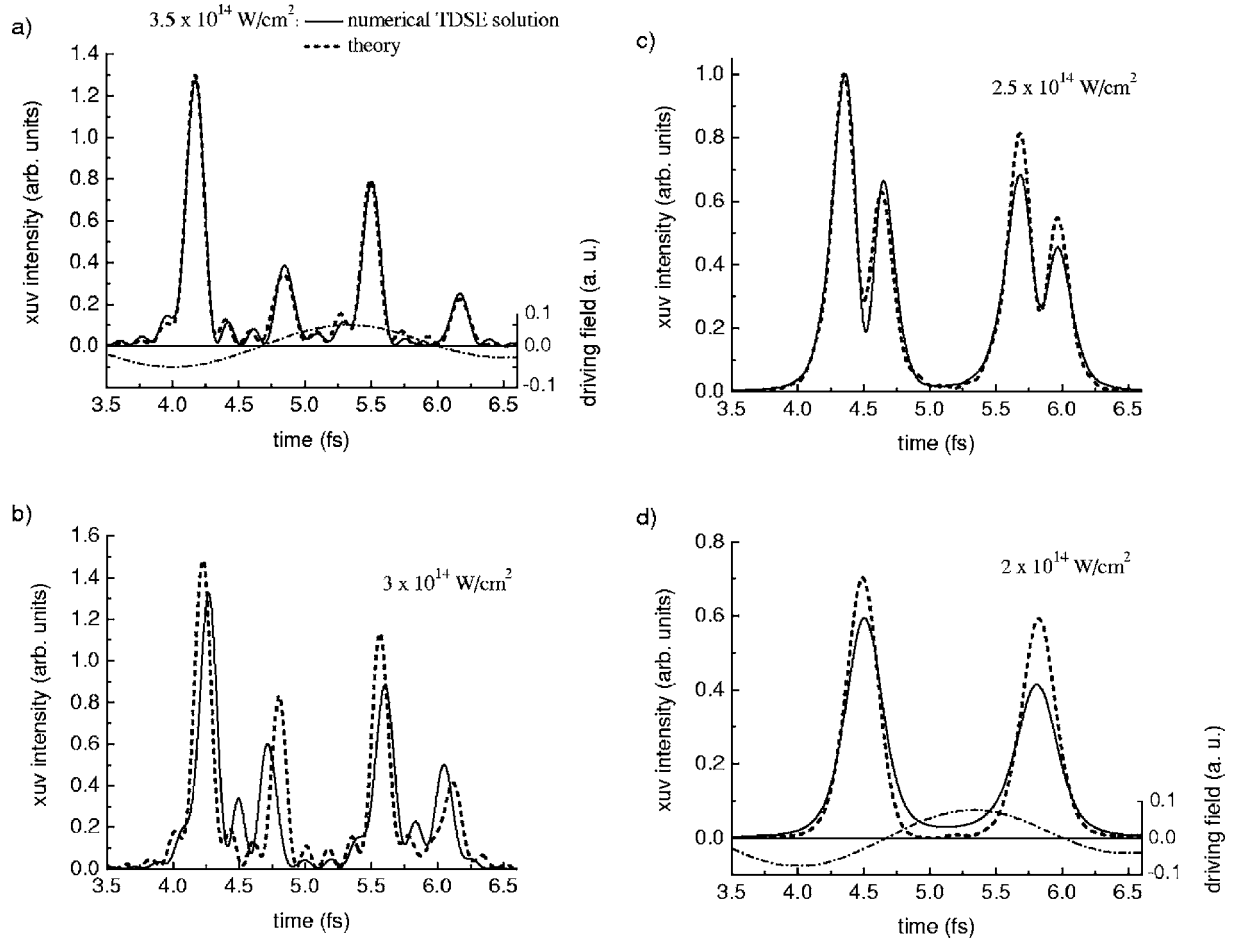 a)
3.5 x 10^14 W/cm^2: numerical TDSE solution
theory
1.4
1.2
1.0
0.8
0.6
0.4
0.2
0.0
xuv intensity (arb. units)
0.1
0.0
-0.1
driving field (a. u.)
3.5 4.0 4.5 5.0 5.5 6.0 6.5
time (fs)
c)
2.5 x 10^14 W/cm^2
1.0
0.8
0.6
0.4
0.2
0.0
xuv intensity (arb. units)
3.5 4.0 4.5 5.0 5.5 6.0 6.5
time (fs)
b)
3 x 10^14 W/cm^2
1.6
1.4
1.2
1.0
0.8
0.6
0.4
0.2
0.0
xuv intensity (arb. units)
3.5 4.0 4.5 5.0 5.5 6.0 6.5
time (fs)
d)
2 x 10^14 W/cm^2
0.8
0.6
0.4
0.2
0.0
xuv intensity (arb. units)
0.1
0.0
-0.1
driving field (a. u.)
3.5 4.0 4.5 5.0 5.5 6.0 6.5
time (fs)